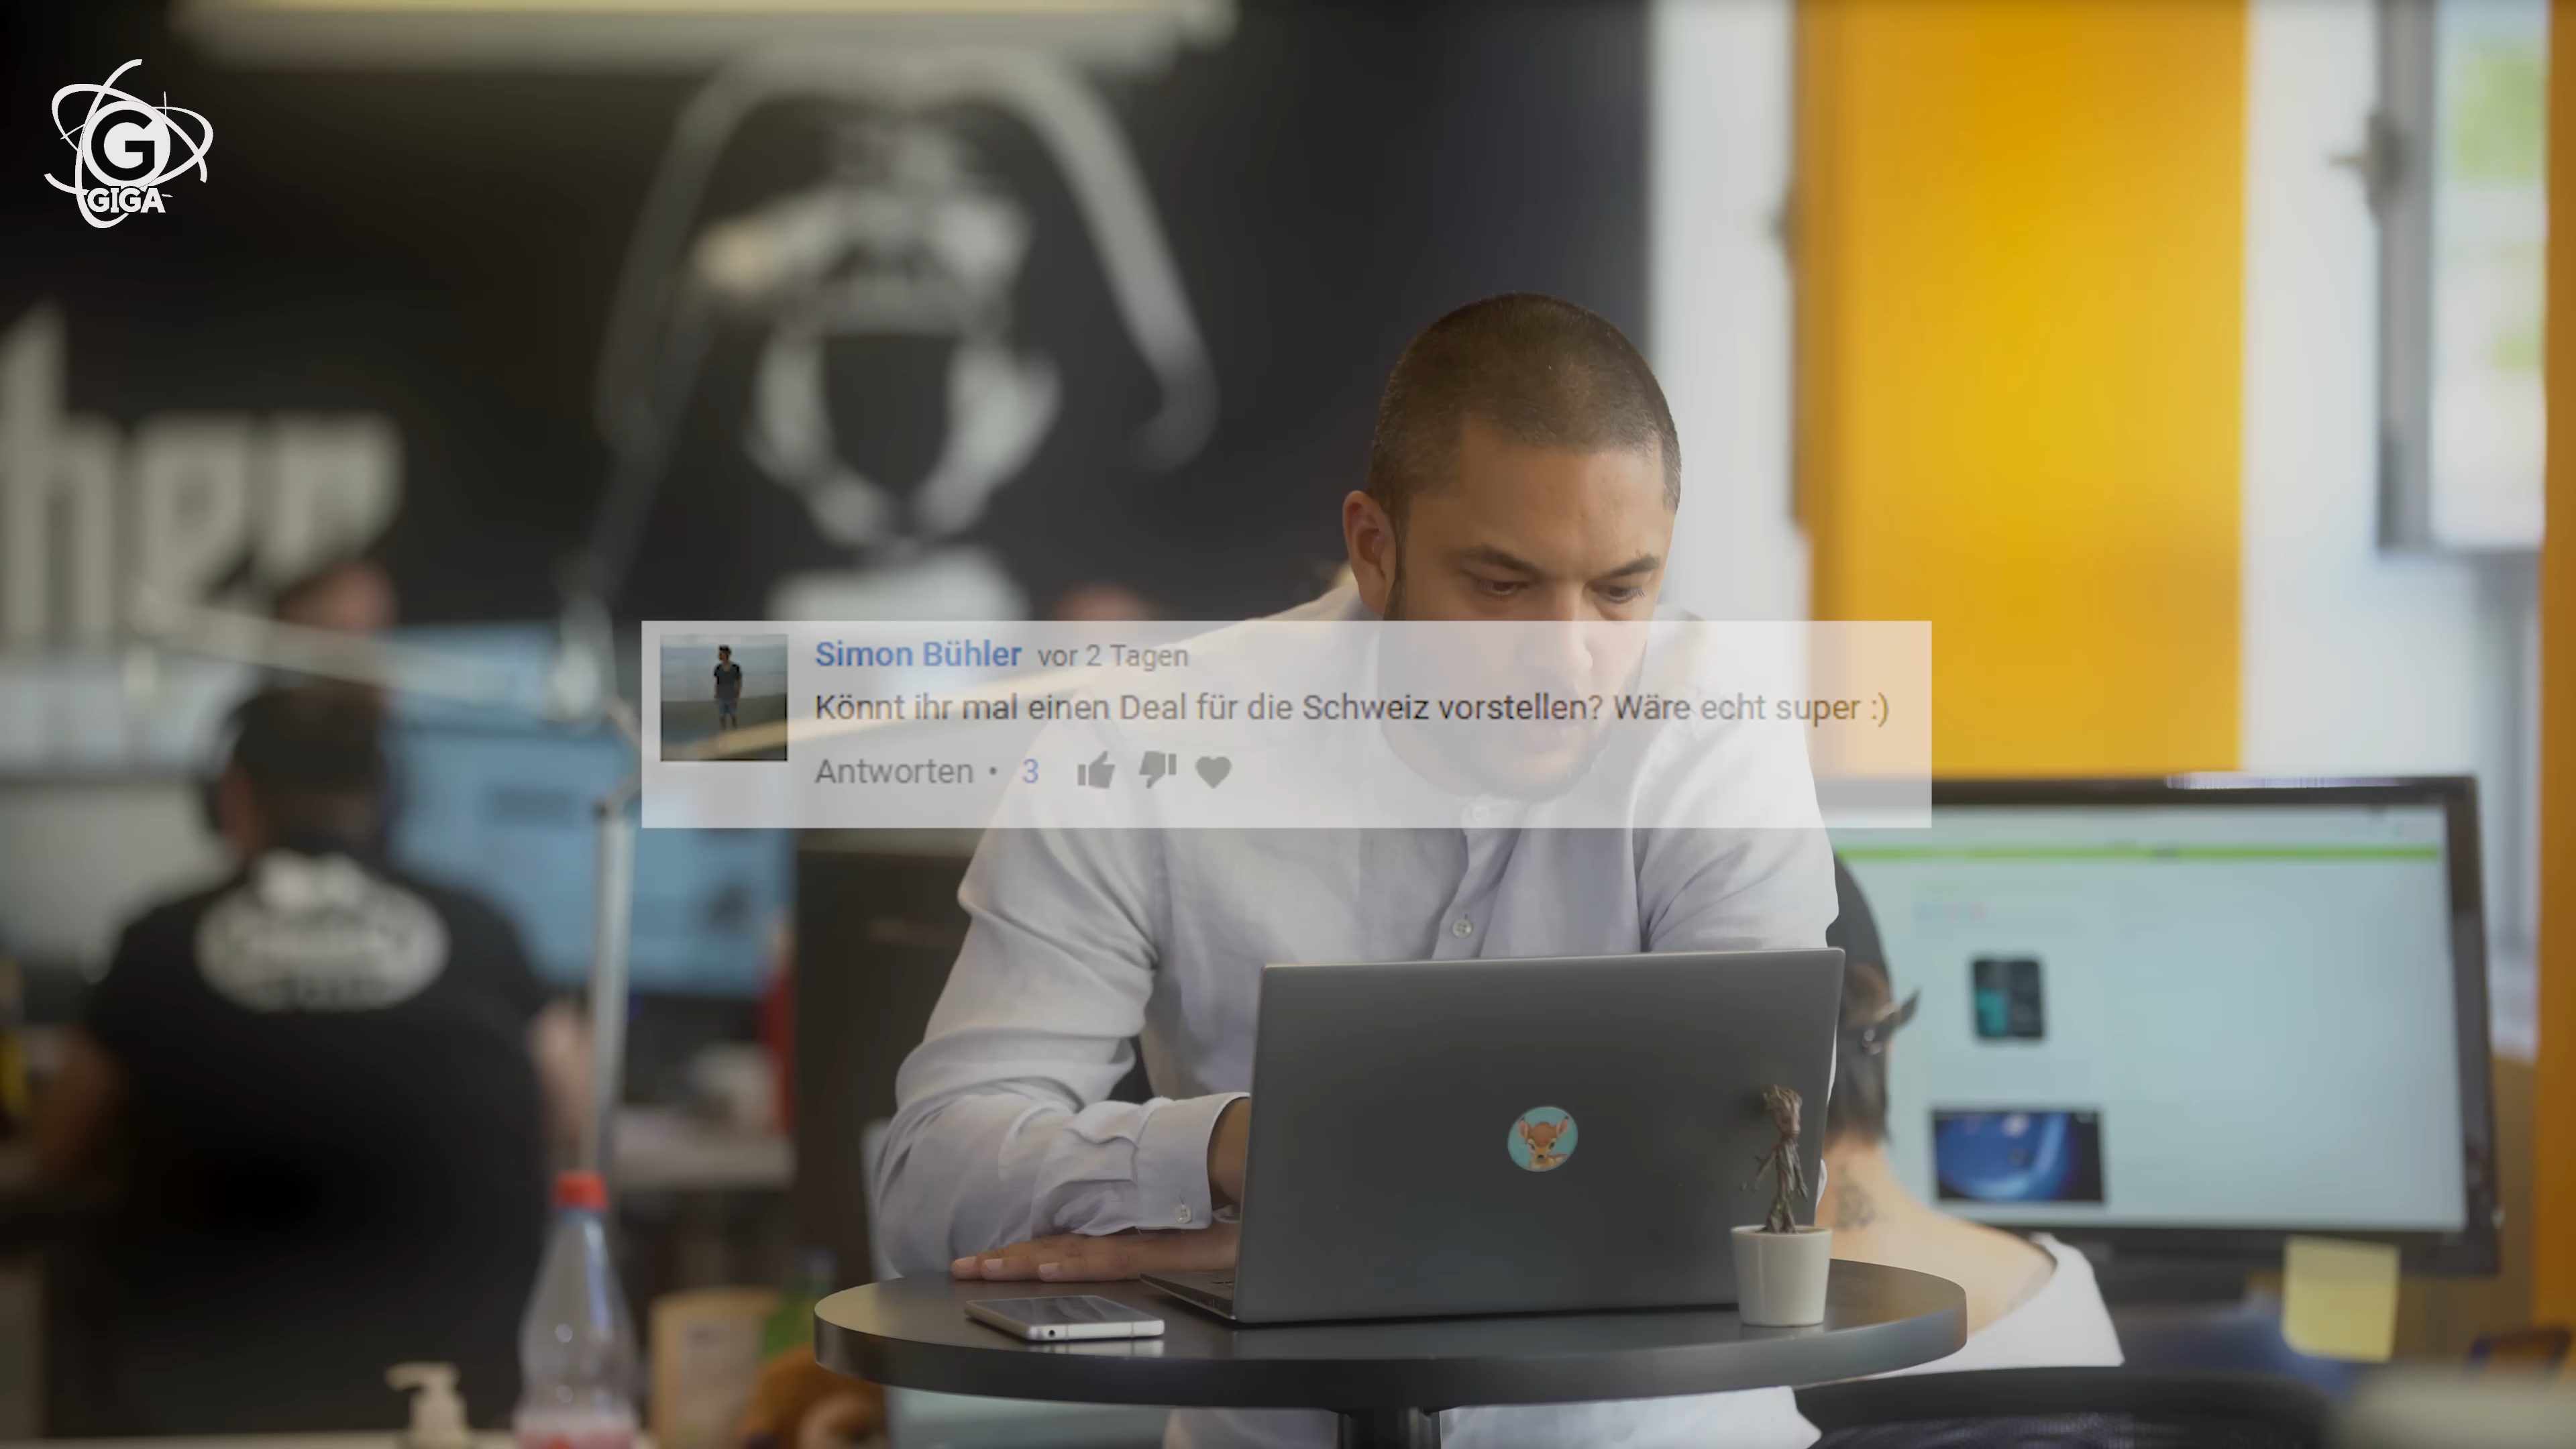 G
GIGA
her
Simon Bühler vor 2 Tagen
Könnt ihr mal einen Deal für die Schweiz vorstellen? Wäre echt super :)
Antworten • 3